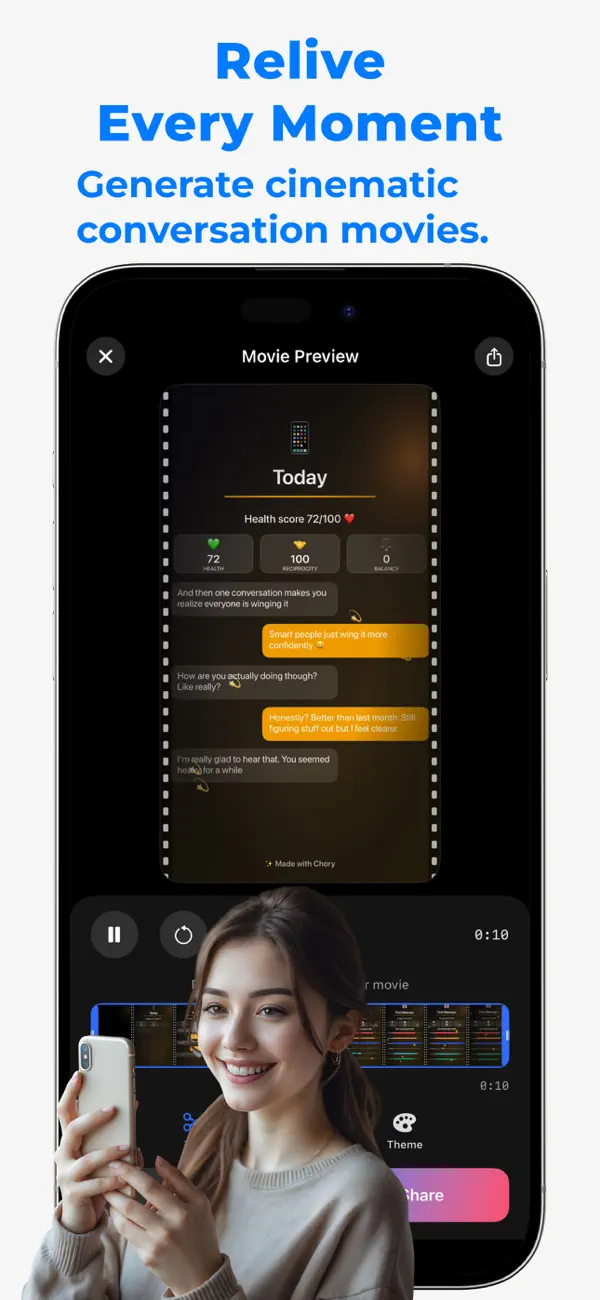 Relive
Every Moment
Generate cinematic
conversation movies.
Movie Preview
Today
Health score 72/100 ❤️
72
100
0
HEALTH
RECIPROCITY
BALANCE
And then one conversation makes you
realize everyone is winging it
Smart people just wing it more
confidently 😄
How are you actually doing though?
Like really?
Honestly? Better than last month. Still
figuring stuff out but I feel clearer
I'm really glad to hear that. You seemed
for a while
✨ Made with Chory
0:10
movie
0:10
Theme
Share